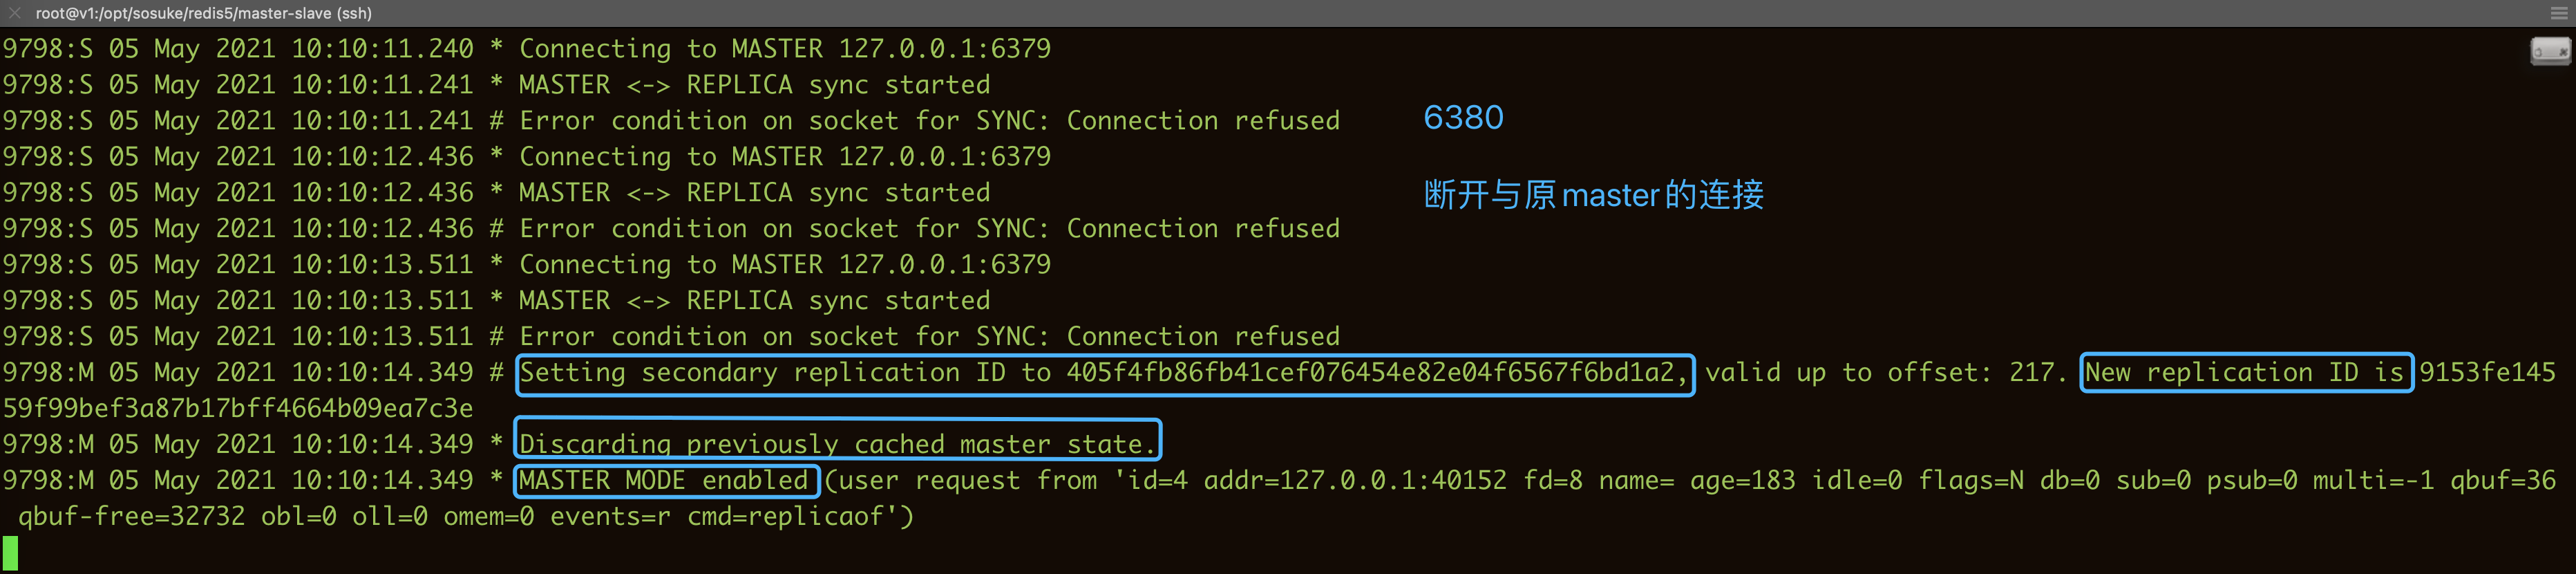 root@v1:/opt/sosuke/redis5/master-slave (ssh)
9798:S 05 May 2021 10:10:11.240 * Connecting to MASTER 127.0.0.1:6379
9798:S 05 May 2021 10:10:11.241 * MASTER <-> REPLICA sync started
9798:S 05 May 2021 10:10:11.241 # Error condition on socket for SYNC: Connection refused
6380
9798:S 05 May 2021 10:10:12.436 * Connecting to MASTER 127.0.0.1:6379
9798:S 05 May 2021 10:10:12.436 * MASTER <-> REPLICA sync started
断开与原master的连接
9798:S 05 May 2021 10:10:12.436 # Error condition on socket for SYNC: Connection refused
9798:S 05 May 2021 10:10:13.511 * Connecting to MASTER 127.0.0.1:6379
9798:S 05 May 2021 10:10:13.511 * MASTER <-> REPLICA sync started
9798:S 05 May 2021 10:10:13.511 # Error condition on socket for SYNC: Connection refused
9798:M 05 May 2021 10:10:14.349 # Setting secondary replication ID to 405f4fb86fb41cef076454e82e04f6567f6bd1a2, valid up to offset: 217. New replication ID is 9153fe145
59f99bef3a87b17bff4664b09ea7c3e
9798:M 05 May 2021 10:10:14.349 * Discarding previously cached master state.
9798:M 05 May 2021 10:10:14.349 * MASTER MODE enabled (user request from 'id=4 addr=127.0.0.1:40152 fd=8 name= age=183 idle=0 flags=N db=0 sub=0 psub=0 multi=-1 qbuf=36
qbuf-free=32732 obl=0 oll=0 omem=0 events=r cmd=replicaof')